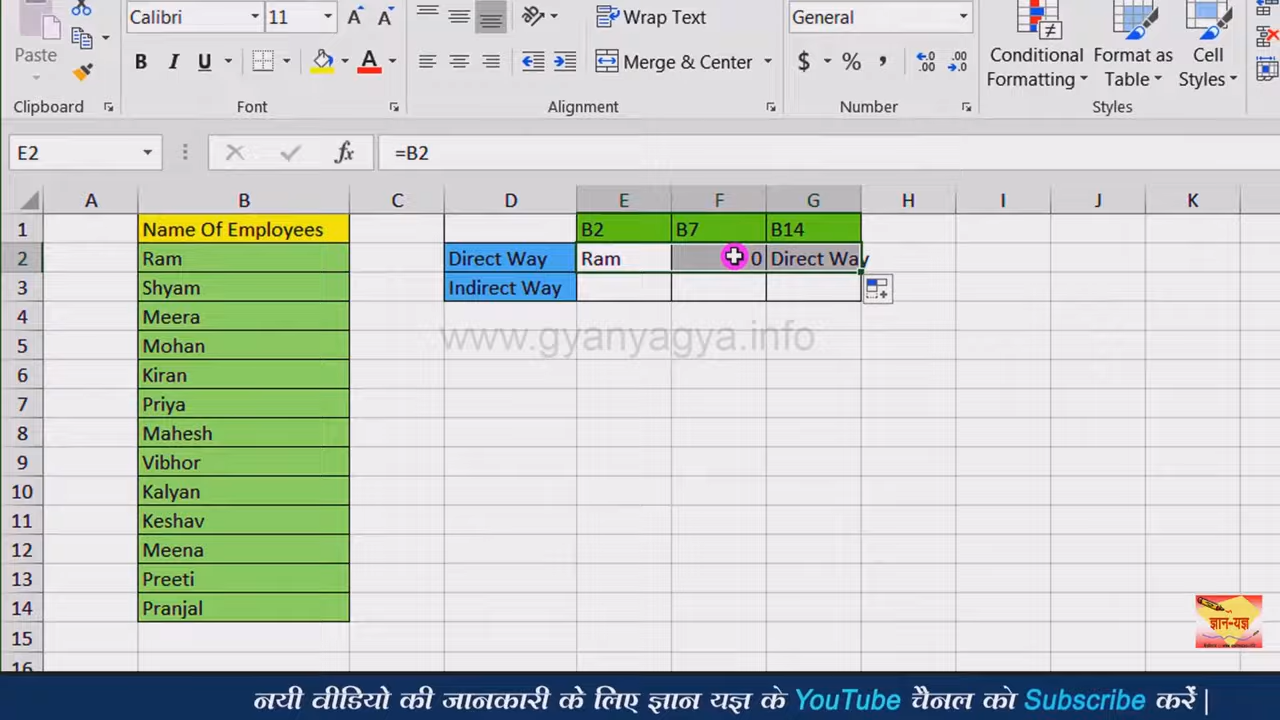 Calibri 11 A A Wrap Text General
Paste B I U A Merge & Center $ % , .00 Conditional Formatting Format as Table Cell Styles
Clipboard Font Alignment Number Styles
E2 fx =B2
A B C D E F G H I J K
1 Name Of Employees B2 B7 B14
2 Ram Direct Way Ram 0 Direct Way
3 Shyam Indirect Way
4 Meera
www.gyanyagya.info
5 Mohan
6 Kiran
7 Priya
8 Mahesh
9 Vibhor
10 Kalyan
11 Keshav
12 Meena
13 Preeti
14 Pranjal
ज्ञान-यज्ञ
15
16
नयी वीडियो की जानकारी के लिए ज्ञान यज्ञ के YouTube चैनल को Subscribe करें |